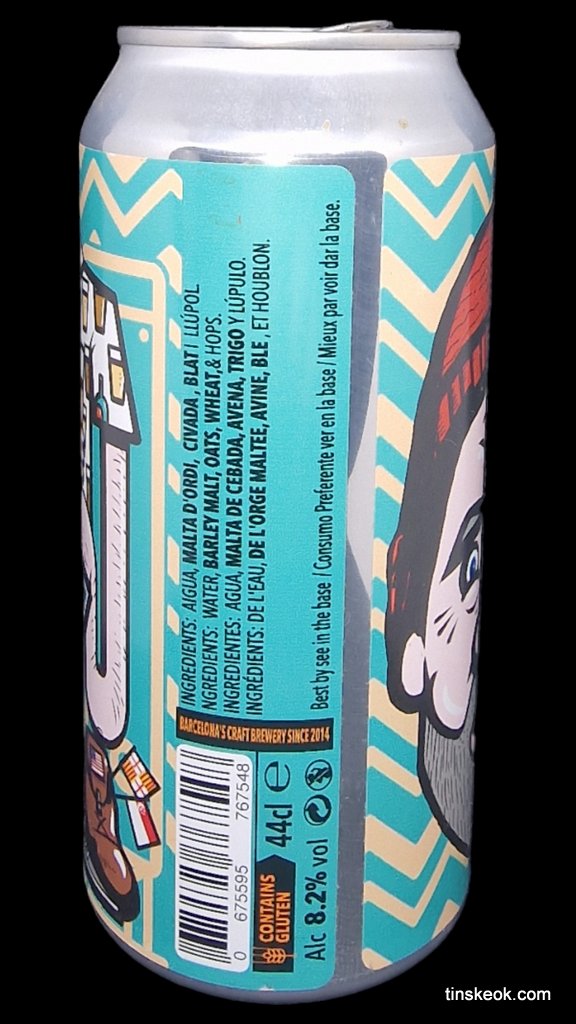 INGREDIENTS: AIGUA, MALTA D'ORDI, CIVADA, BLAT I LLÚPOL
NGREDIENTS: WATER, BARLEY MALT, OATS, WHEAT,& HOPS.
INGREDIENTES: AGUA, MALTA DE CEBADA, AVENA, TRIGO Y LÚPULO.
INGRÉDIENTS: DE L'EAU, DE L'ORGE MALTEE, AVINE, BLE, ET HOUBLON.
Best by see in the base / Consumo Preferente ver en la base / Mieux par voir dar la base.
BARCELONA'S CRAFT BREWERY SINCE 2014
0 675595 767548
CONTAINS
GLUTEN
44cl e
Alc 8.2% vol
tinskeok.com